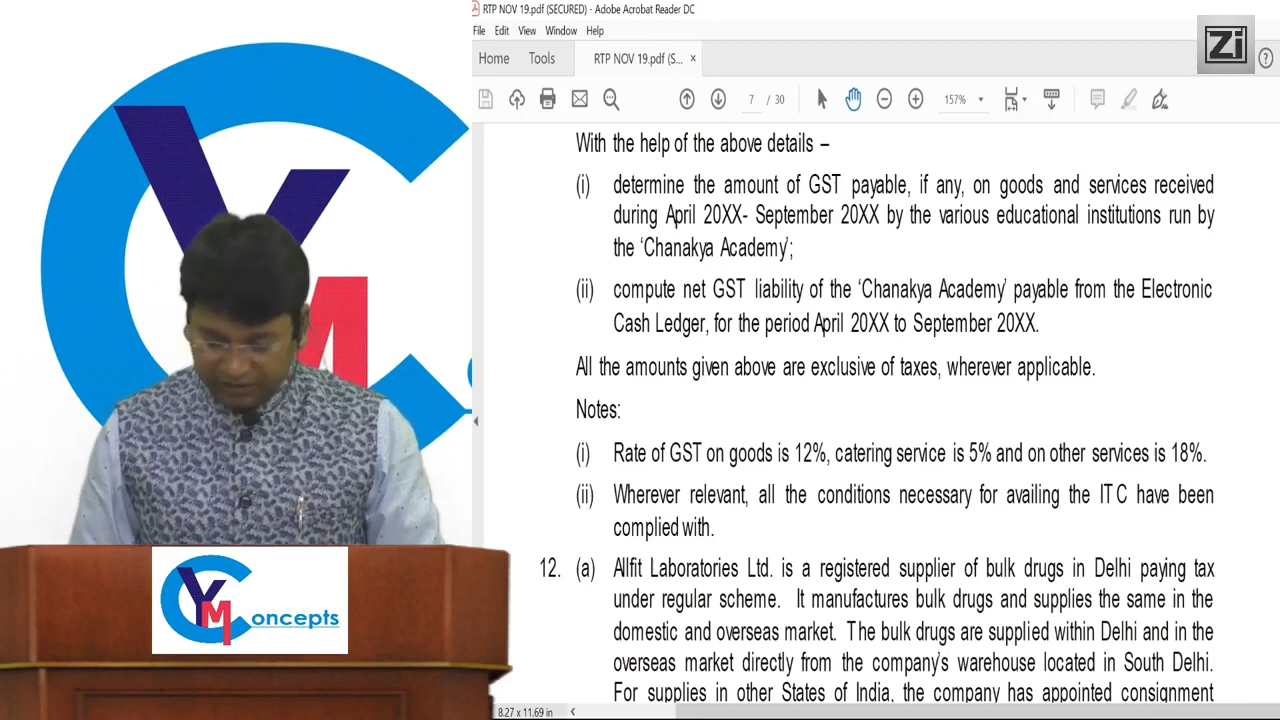 RTP NOV 19.pdf (SECURED) - Adobe Acrobat Reader DC
File Edit View Window Help
Home Tools RTP NOV 19.pdf (S... ×
Zi
7 / 30 157%
With the help of the above details –
(i) determine the amount of GST payable, if any, on goods and services received
during April 20XX- September 20XX by the various educational institutions run by
the ‘Chanakya Academy’;
(ii) compute net GST liability of the ‘Chanakya Academy’ payable from the Electronic
Cash Ledger, for the period April 20XX to September 20XX.
All the amounts given above are exclusive of taxes, wherever applicable.
Notes:
(i) Rate of GST on goods is 12%, catering service is 5% and on other services is 18%.
(ii) Wherever relevant, all the conditions necessary for availing the ITC have been
complied with.
12. (a) Allfit Laboratories Ltd. is a registered supplier of bulk drugs in Delhi paying tax
under regular scheme. It manufactures bulk drugs and supplies the same in the
domestic and overseas market. The bulk drugs are supplied within Delhi and in the
overseas market directly from the company's warehouse located in South Delhi.
For supplies in other States of India, the company has appointed consignment
8.27 x 11.69 in
CYM
oncepts